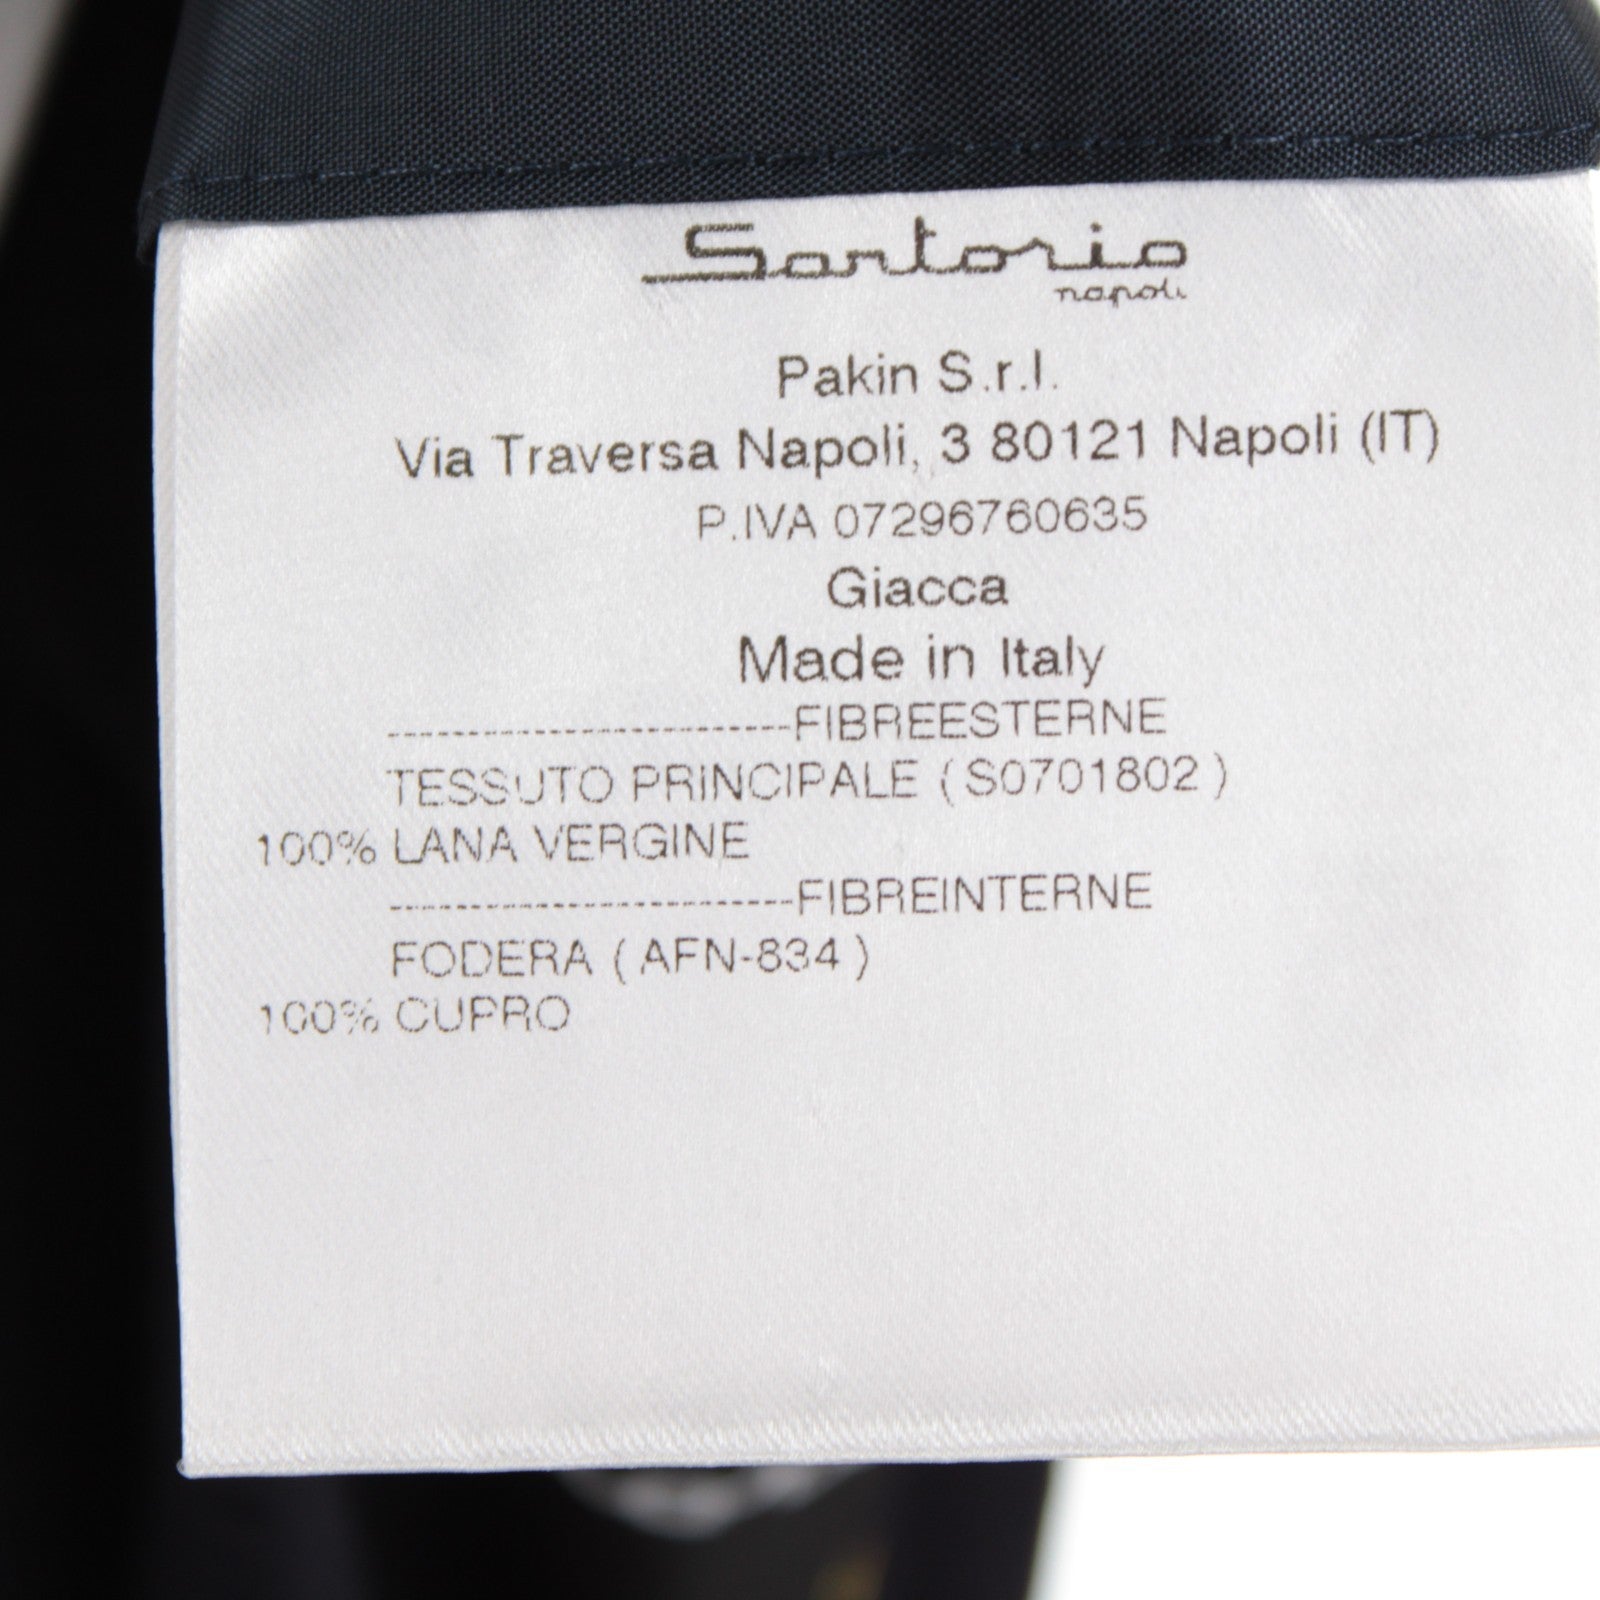 Sartorio
napoli
Pakin S.r.l.
Via Traversa Napoli, 3 80121 Napoli (IT)
P.IVA 07296760635
Giacca
Made in Italy
-------------------------FIBREESTERNE
TESSUTO PRINCIPALE ( S0701802 )
100% LANA VERGINE
-------------------------FIBREINTERNE
FODERA ( AFN-834 )
100% CUPRO